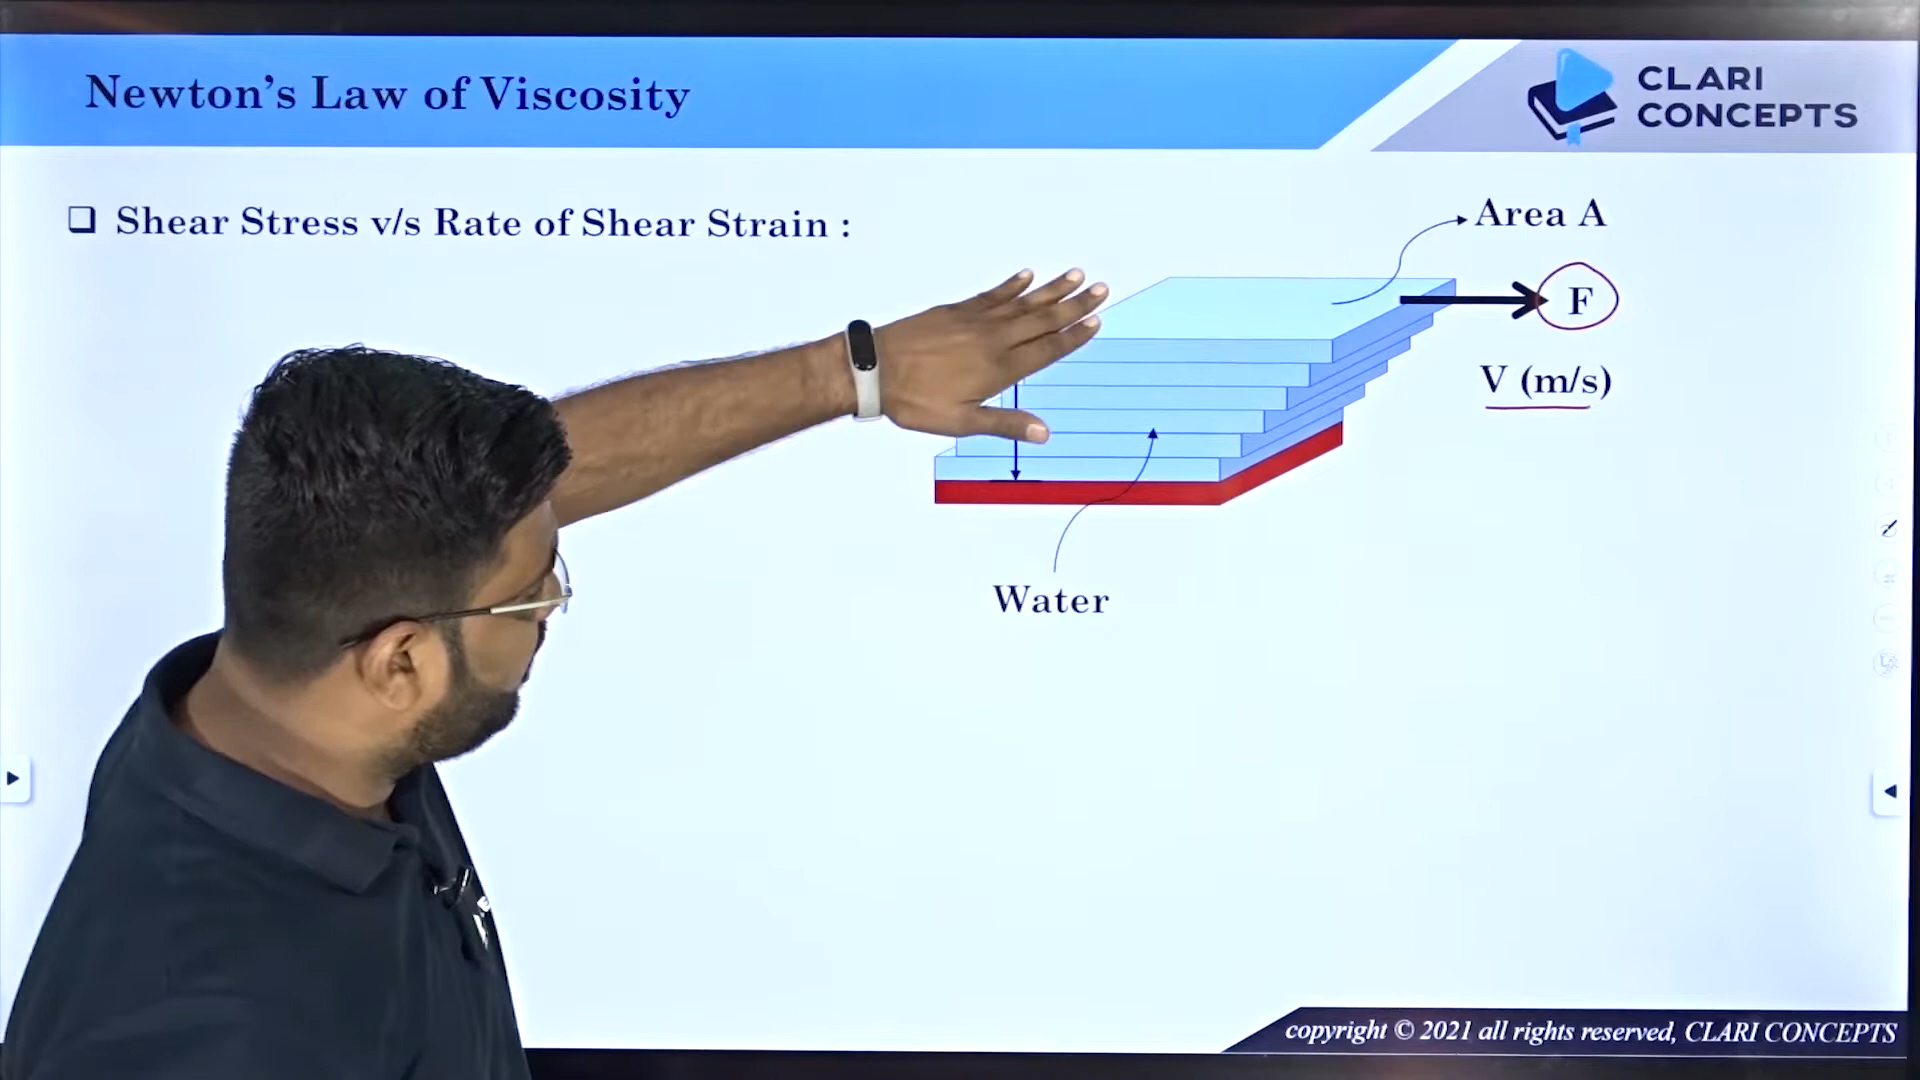 Newton's Law of Viscosity
CLARI
CONCEPTS
Shear Stress v/s Rate of Shear Strain :
Area A
F
V (m/s)
Water
copyright © 2021 all rights reserved, CLARI CONCEPTS